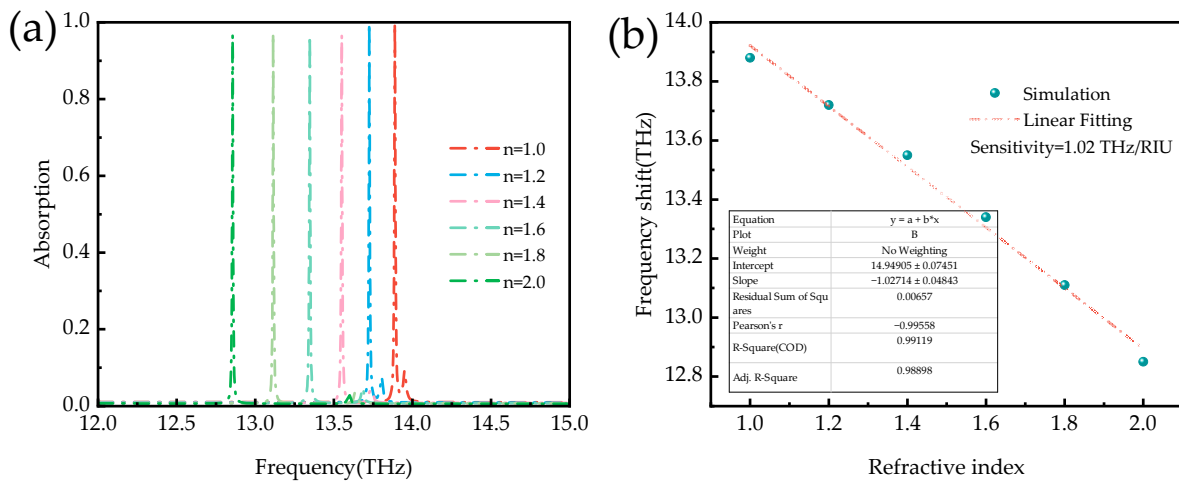 (a)
1.0
0.8
0.6
0.4
0.2
0.0
Absorption
n=1.0
n=1.2
n=1.4
n=1.6
n=1.8
n=2.0
12.0 12.5 13.0 13.5 14.0 14.5 15.0
Frequency(THz)
(b)
14.0
13.8
13.6
13.4
13.2
13.0
12.8
Frequency shift(THz)
Simulation
Linear Fitting
Sensitivity=1.02 THz/RIU
Equation y = a + b*x
Plot B
Weight No Weighting
Intercept 14.94905 ± 0.07451
Slope −1.02714 ± 0.04843
Residual Sum of Squ
ares 0.00657
Pearson's r −0.99558
R-Square(COD) 0.99119
Adj. R-Square 0.98898
1.0 1.2 1.4 1.6 1.8 2.0
Refractive index